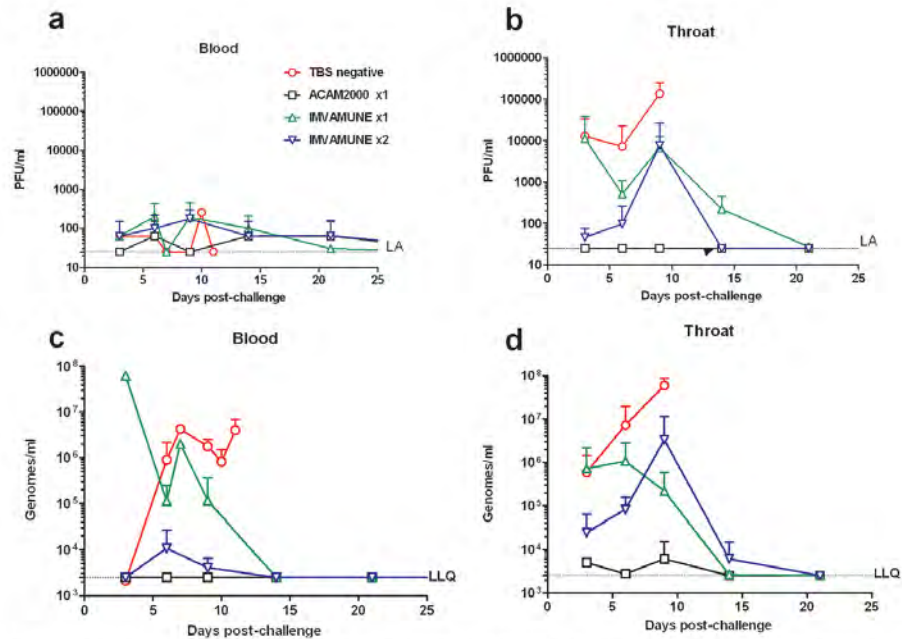 a
Blood
1000000
100000
10000
1000
100
10
PFU/ml
0 5 10 15 20 25
Days post-challenge
LA
TBS negative
ACAM2000 x1
IMVAMUNE x1
IMVAMUNE x2
b
Throat
1000000
100000
10000
1000
100
10
PFU/ml
0 5 10 15 20 25
Days post-challenge
LA
c
Blood
10⁸
10⁷
10⁶
10⁵
10⁴
10³
Genomes/ml
0 5 10 15 20 25
Days post-challenge
LLQ
d
Throat
10⁸
10⁷
10⁶
10⁵
10⁴
10³
Genomes/ml
0 5 10 15 20 25
Days post-challenge
LLQ